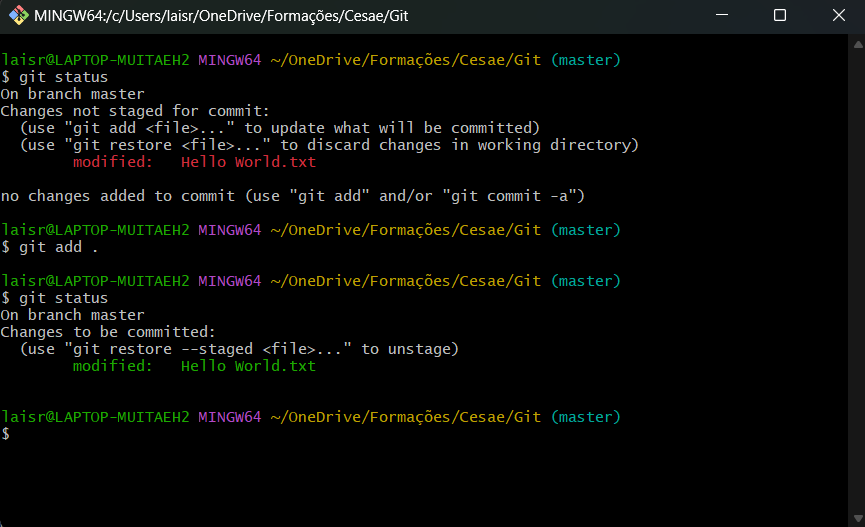 MINGW64:/c/Users/laisr/OneDrive/Formações/Cesae/Git
laisr@LAPTOP-MUITAEH2 MINGW64 ~/OneDrive/Formações/Cesae/Git (master)
$ git status
On branch master
Changes not staged for commit:
  (use "git add <file>..." to update what will be committed)
  (use "git restore <file>..." to discard changes in working directory)
        modified:   Hello World.txt
no changes added to commit (use "git add" and/or "git commit -a")
laisr@LAPTOP-MUITAEH2 MINGW64 ~/OneDrive/Formações/Cesae/Git (master)
$ git add .
laisr@LAPTOP-MUITAEH2 MINGW64 ~/OneDrive/Formações/Cesae/Git (master)
$ git status
On branch master
Changes to be committed:
  (use "git restore --staged <file>..." to unstage)
        modified:   Hello World.txt
laisr@LAPTOP-MUITAEH2 MINGW64 ~/OneDrive/Formações/Cesae/Git (master)
$